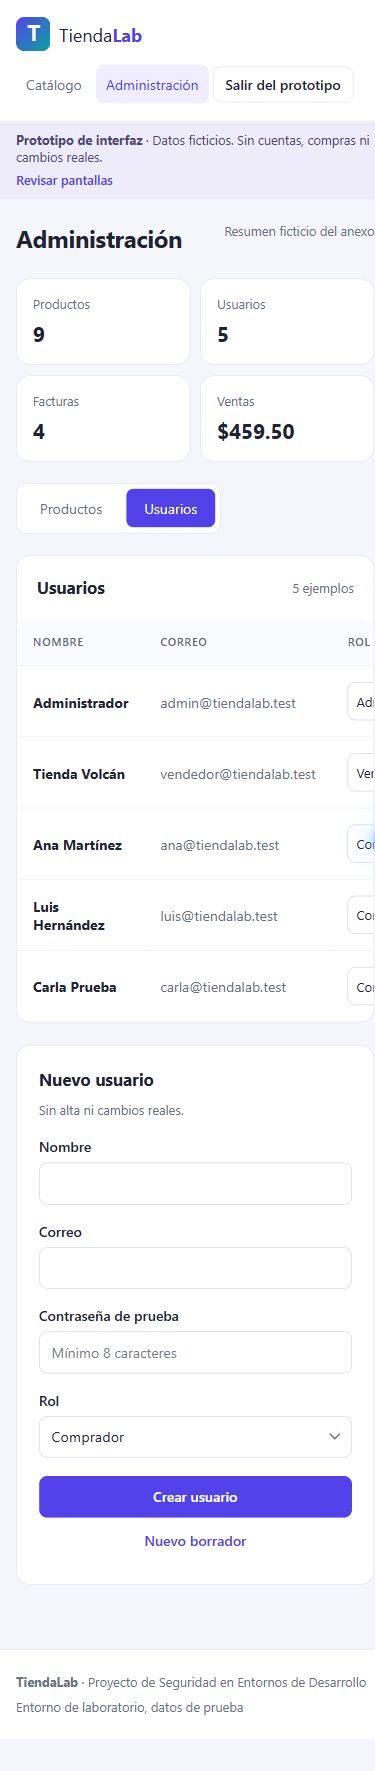 T TiendaLab
Catálogo Administración Salir del prototipo
Prototipo de interfaz · Datos ficticios. Sin cuentas, compras ni
cambios reales.
Revisar pantallas
Administración Resumen ficticio del anexo
Productos Usuarios
9 5
Facturas Ventas
4 $459.50
Productos Usuarios
Usuarios 5 ejemplos
NOMBRE CORREO ROL
Administrador admin@tiendalab.test
Tienda Volcán vendedor@tiendalab.test
Ana Martínez ana@tiendalab.test
Luis
Hernández luis@tiendalab.test
Carla Prueba carla@tiendalab.test
Nuevo usuario
Sin alta ni cambios reales.
Nombre
Correo
Contraseña de prueba
Mínimo 8 caracteres
Rol
Comprador
Crear usuario
Nuevo borrador
TiendaLab · Proyecto de Seguridad en Entornos de Desarrollo
Entorno de laboratorio, datos de prueba